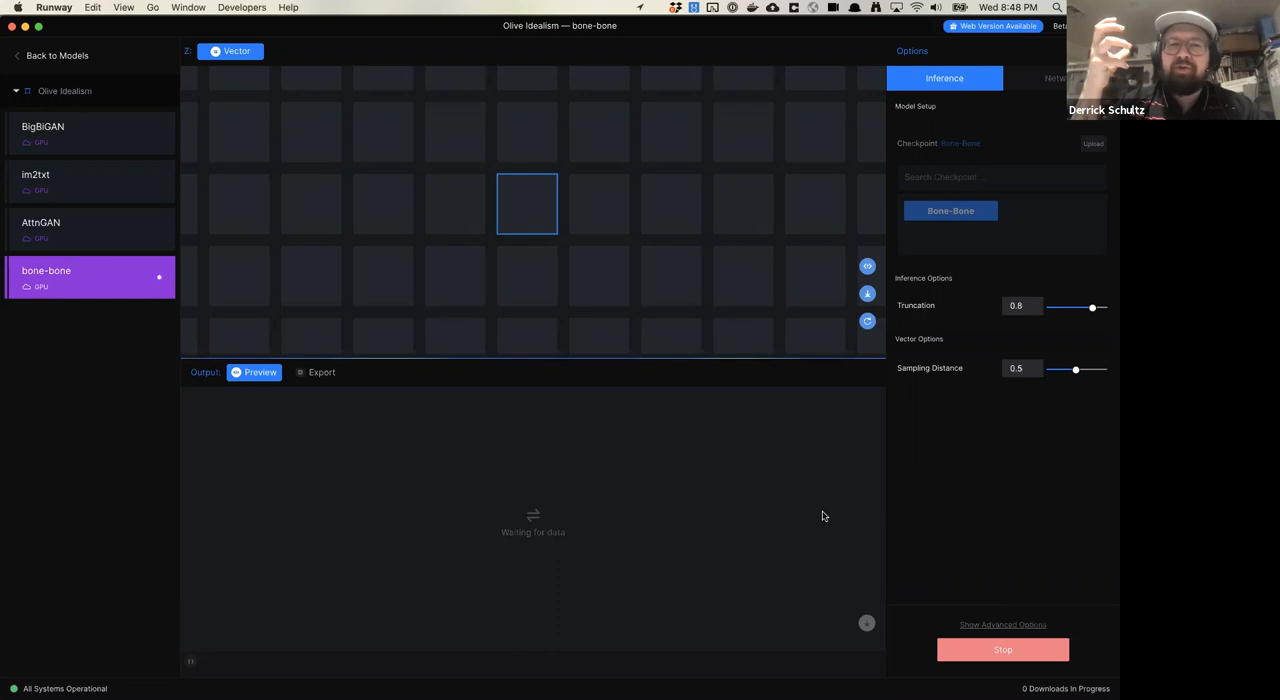 Runway Edit View Go Window Developers Help
Wed 8:48 PM
Olive Idealism — bone-bone
Web Version Available
Beta
Back to Models
Z: Vector
Options
Olive Idealism
Inference
Netw
Derrick Schultz
Model Setup
BigBiGAN
GPU
Checkpoint Bone-Bone
Upload
im2txt
GPU
Search Checkpoint ...
Bone-Bone
AttnGAN
GPU
bone-bone
GPU
Inference Options
Truncation 0.8
Vector Options
Sampling Distance 0.5
Output: Preview Export
Waiting for data
Show Advanced Options
Stop
All Systems Operational
0 Downloads In Progress